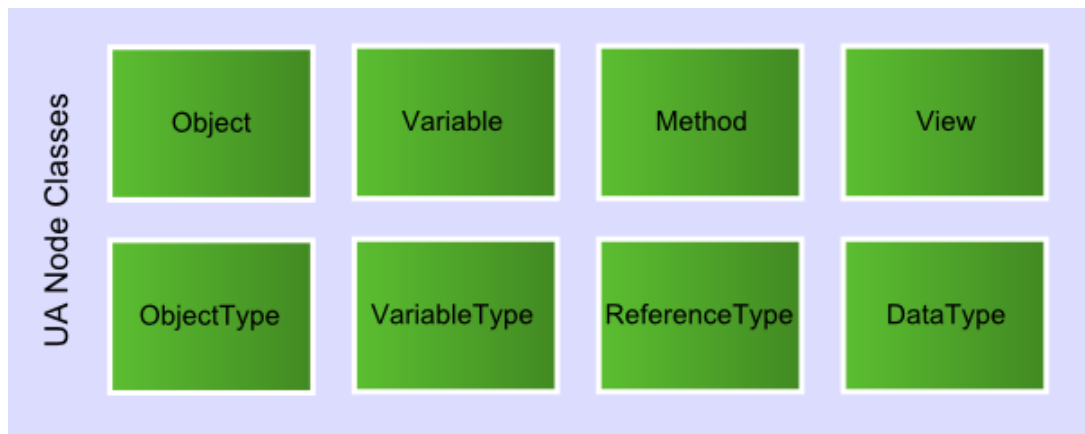 UA Node Classes
Object
Variable
Method
View
ObjectType
VariableType
ReferenceType
DataType